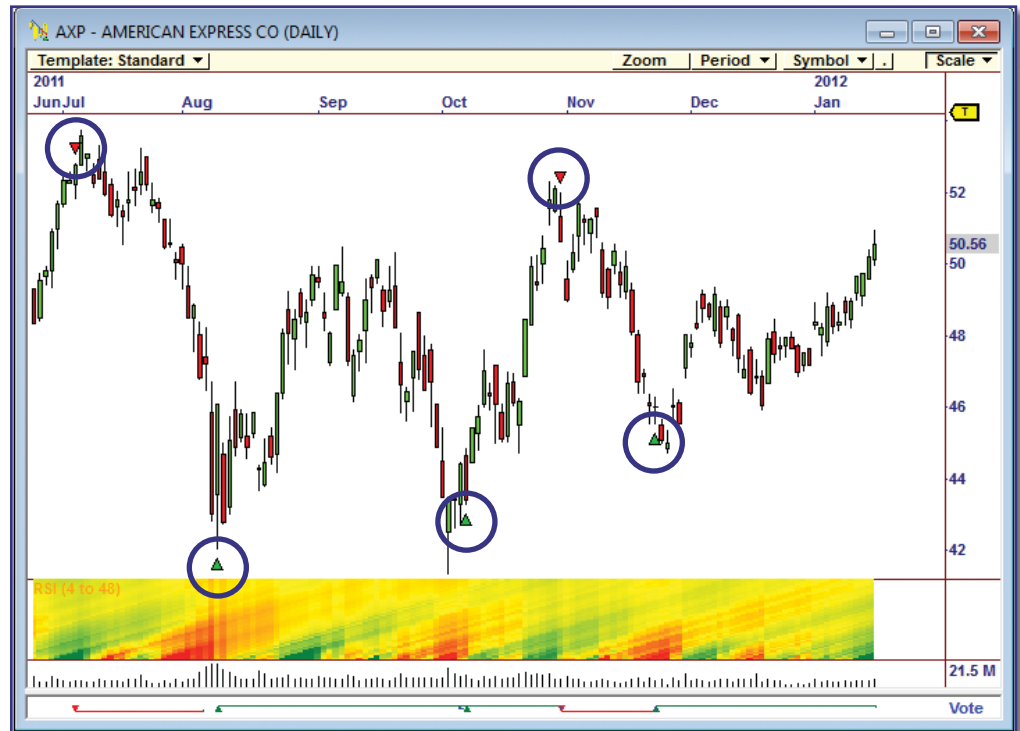 AXP - AMERICAN EXPRESS CO (DAILY)
Template: Standard Zoom Period Symbol . Scale
2011 2012
Jun Jul Aug Sep Oct Nov Dec Jan
T
52
50.56
50
48
46
44
42
RSI (4 to 48)
21.5 M
Vote